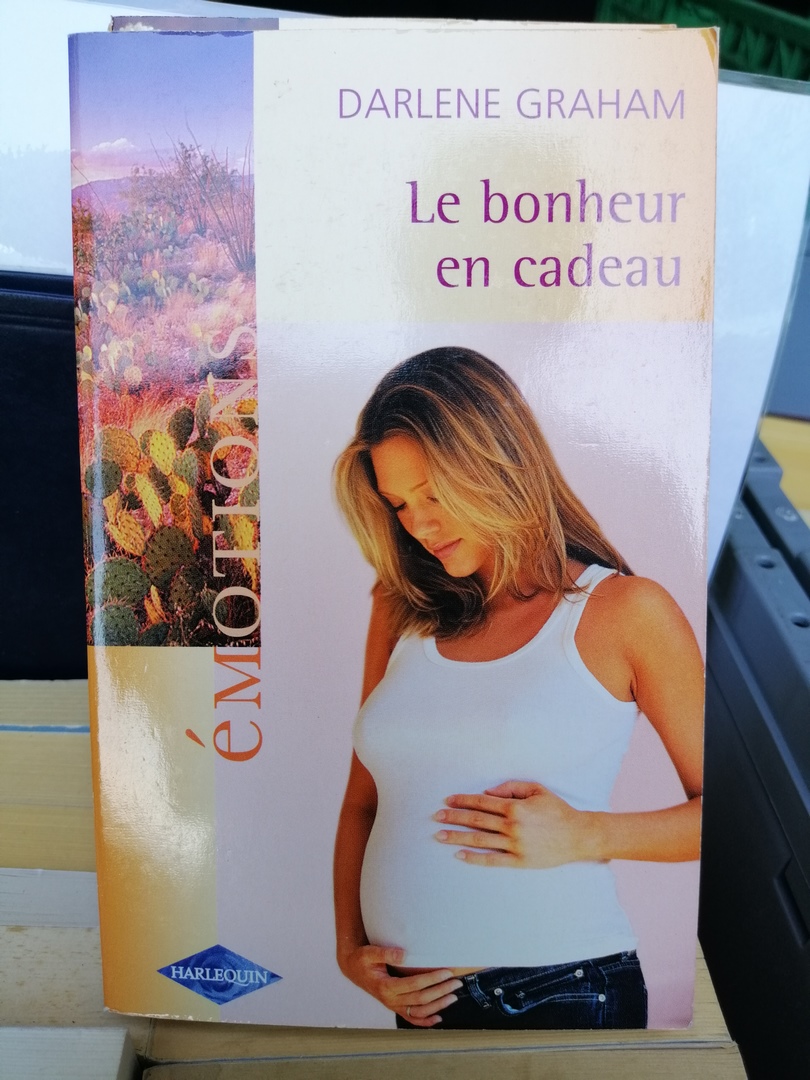 DARLENE GRAHAM
Le bonheur
en cadeau
éMOTIONS
HARLEQUIN